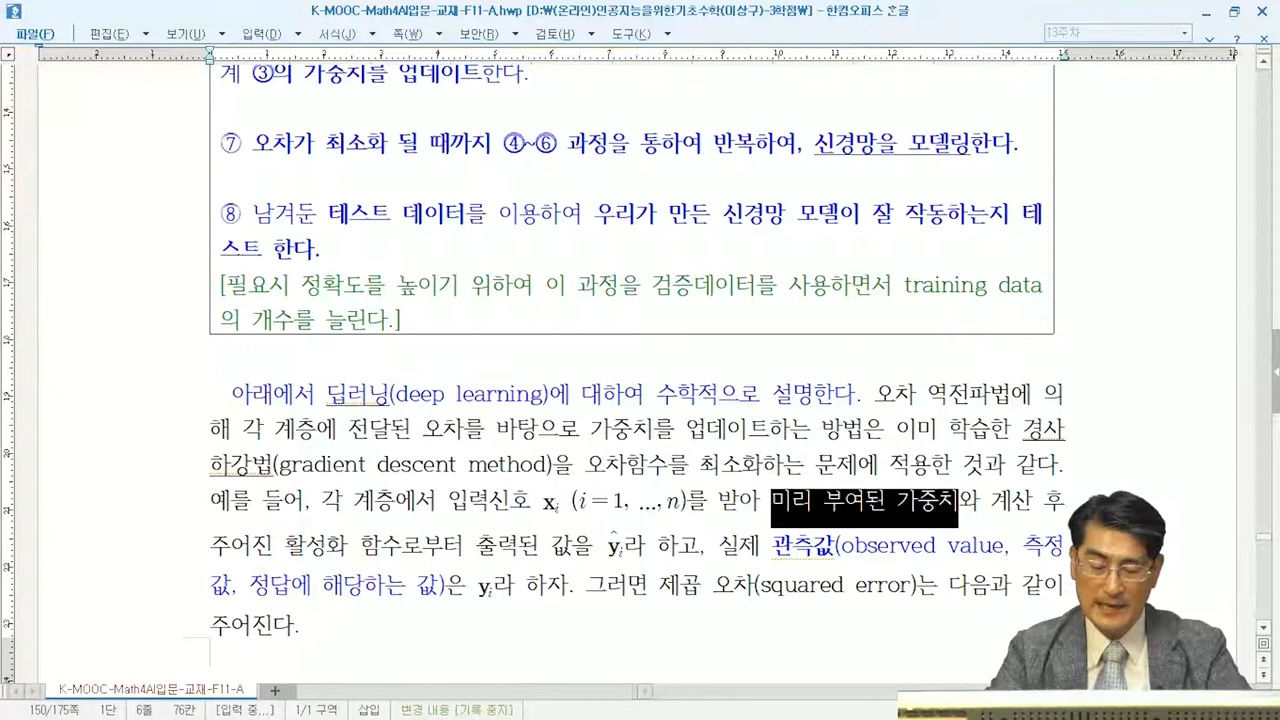 K-MOOC-Math4AI입문-교재-F11-A.hwp [D:\(온라인)인공지능을위한기초수학(이상구)-3학점\] - 한컴오피스 한글
파일(F) 편집(E) 보기(U) 입력(D) 서식(J) 쪽(W) 보안(B) 검토(H) 도구(K) 13주차
계 ③의 가중치를 업데이트한다.
⑦ 오차가 최소화 될 때까지 ④~⑥ 과정을 통하여 반복하여, 신경망을 모델링한다.
⑧ 남겨둔 테스트 데이터를 이용하여 우리가 만든 신경망 모델이 잘 작동하는지 테
스트 한다.
[필요시 정확도를 높이기 위하여 이 과정을 검증데이터를 사용하면서 training data
의 개수를 늘린다.]
아래에서 딥러닝(deep learning)에 대하여 수학적으로 설명한다. 오차 역전파법에 의
해 각 계층에 전달된 오차를 바탕으로 가중치를 업데이트하는 방법은 이미 학습한 경사
하강법(gradient descent method)을 오차함수를 최소화하는 문제에 적용한 것과 같다.
예를 들어, 각 계층에서 입력신호 xᵢ (i=1, ...,n)를 받아 미리 부여된 가중치와 계산 후
주어진 활성화 함수로부터 출력된 값을 ŷᵢ라 하고, 실제 관측값(observed value, 측정
값, 정답에 해당하는 값)은 yᵢ라 하자. 그러면 제곱 오차(squared error)는 다음과 같이
주어진다.
K-MOOC-Math4AI입문-교재-F11-A
150/175쪽 1단 6줄 76칸 [입력 중...] 1/1 구역 삽입 변경 내용 [기록 중지]